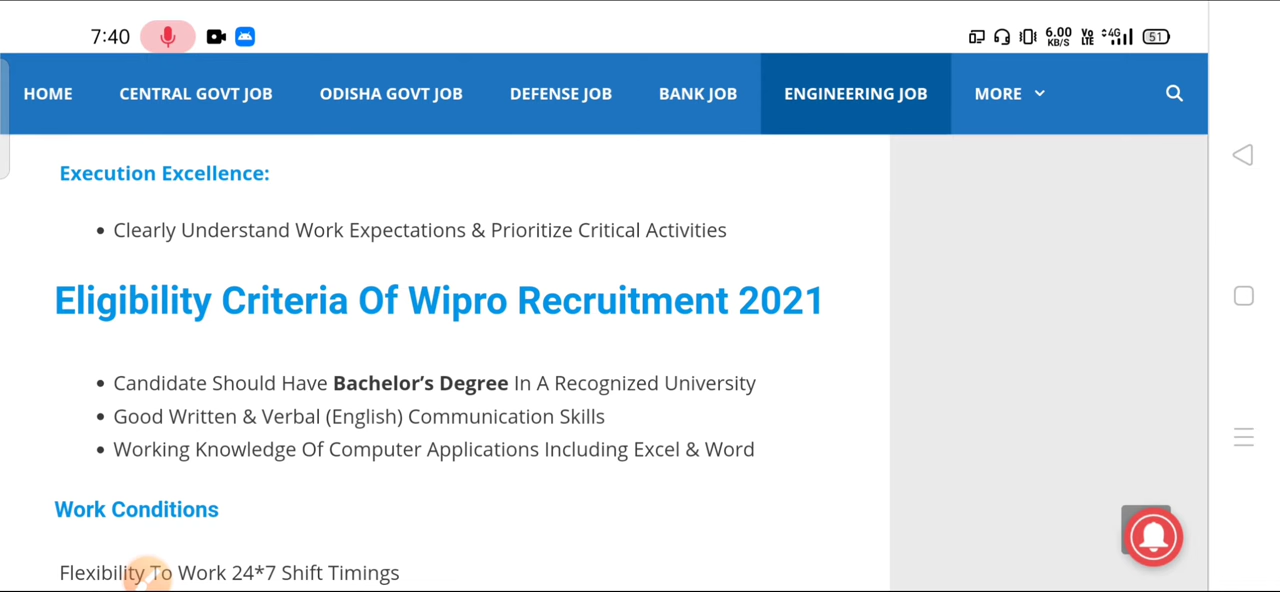 7:40 6.00 KB/S Vo LTE 4G 51
HOME CENTRAL GOVT JOB ODISHA GOVT JOB DEFENSE JOB BANK JOB ENGINEERING JOB MORE
Execution Excellence:
• Clearly Understand Work Expectations & Prioritize Critical Activities
Eligibility Criteria Of Wipro Recruitment 2021
• Candidate Should Have Bachelor's Degree In A Recognized University
• Good Written & Verbal (English) Communication Skills
• Working Knowledge Of Computer Applications Including Excel & Word
Work Conditions
Flexibility To Work 24*7 Shift Timings